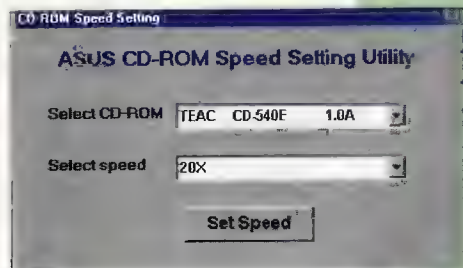 CD-ROM Speed Setting
ASUS CD-ROM Speed Setting Utility
Select CD-ROM TEAC CD-540E 1.0A
Select speed 20X
Set Speed